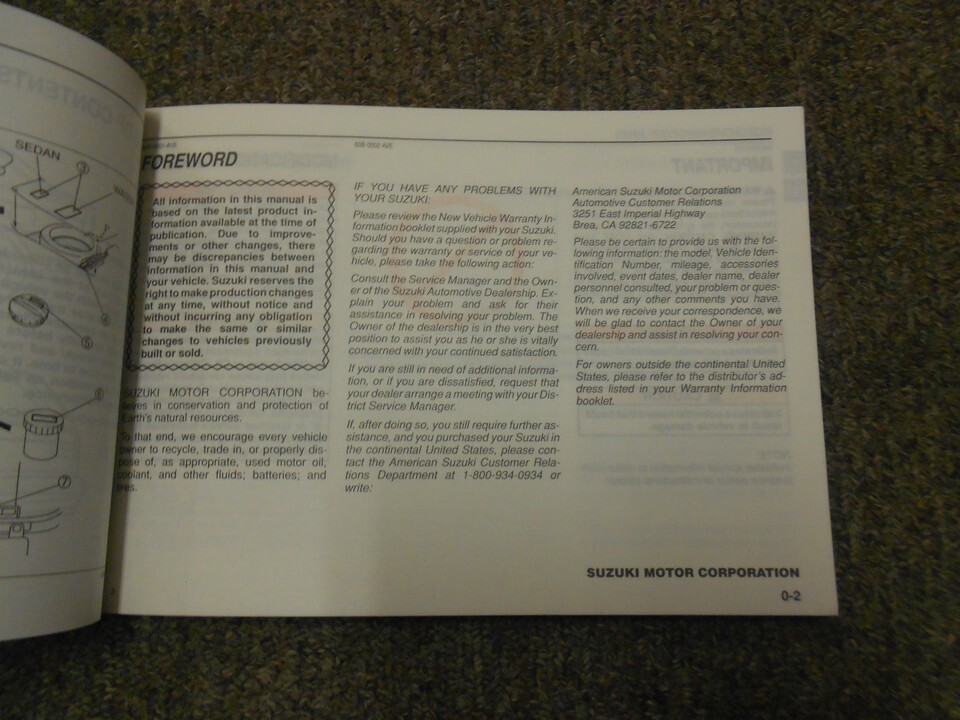 SEDAN
3
4
5
6
7
60B-0002-A/E
FOREWORD
All information in this manual is
based on the latest product in-
formation available at the time of
publication. Due to improve-
ments or other changes, there
may be discrepancies between
information in this manual and
your vehicle. Suzuki reserves the
right to make production changes
at any time, without notice and
without incurring any obligation
to make the same or similar
changes to vehicles previously
built or sold.
SUZUKI MOTOR CORPORATION be-
lieves in conservation and protection of
Earth's natural resources.
To that end, we encourage every vehicle
owner to recycle, trade in, or properly dis-
pose of, as appropriate, used motor oil,
coolant, and other fluids; batteries; and
tires.
IF YOU HAVE ANY PROBLEMS WITH
YOUR SUZUKI:
Please review the New Vehicle Warranty In-
formation booklet supplied with your Suzuki.
Should you have a question or problem re-
garding the warranty or service of your ve-
hicle, please take the following action:
Consult the Service Manager and the Own-
er of the Suzuki Automotive Dealership. Ex-
plain your problem and ask for their
assistance in resolving your problem. The
Owner of the dealership is in the very best
position to assist you as he or she is vitally
concerned with your continued satisfaction.
If you are still in need of additional informa-
tion, or if you are dissatisfied, request that
your dealer arrange a meeting with your Dis-
trict Service Manager.
If, after doing so, you still require further as-
sistance, and you purchased your Suzuki in
the continental United States, please con-
tact the American Suzuki Customer Rela-
tions Department at 1-800-934-0934 or
write:
American Suzuki Motor Corporation
Automotive Customer Relations
3251 East Imperial Highway
Brea, CA 92821-6722
Please be certain to provide us with the fol-
lowing information: the model, Vehicle Iden-
tification Number, mileage, accessories
involved, event dates, dealer name, dealer
personnel consulted, your problem or ques-
tion, and any other comments you have.
When we receive your correspondence, we
will be glad to contact the Owner of your
dealership and assist in resolving your con-
cern.
For owners outside the continental United
States, please refer to the distributor's ad-
dress listed in your Warranty Information
booklet.
SUZUKI MOTOR CORPORATION
0-2